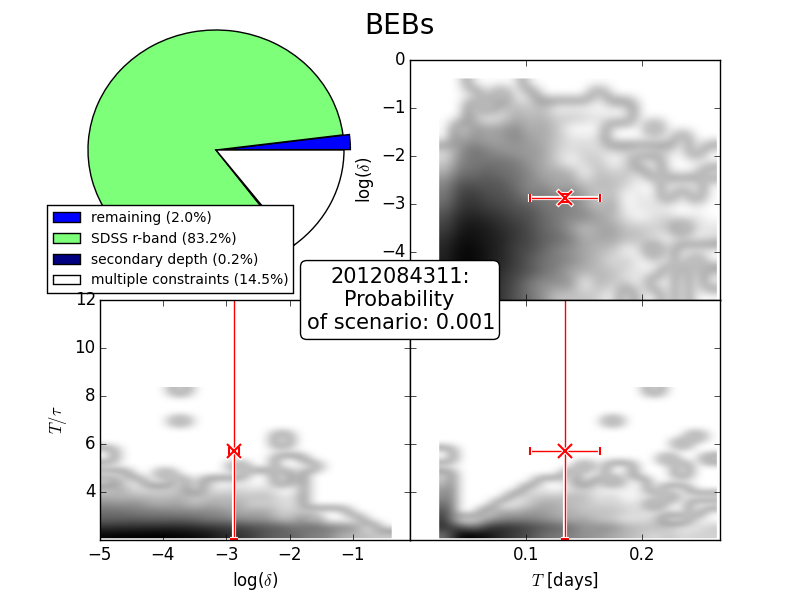 BEBs
remaining (2.0%)
SDSS r-band (83.2%)
secondary depth (0.2%)
multiple constraints (14.5%)
0
−1
−2
−3
−4
log(δ)
2012084311:
Probability
of scenario: 0.001
12
10
8
6
4
T/τ
−5 −4 −3 −2 −1
log(δ)
0.1 0.2
T [days]